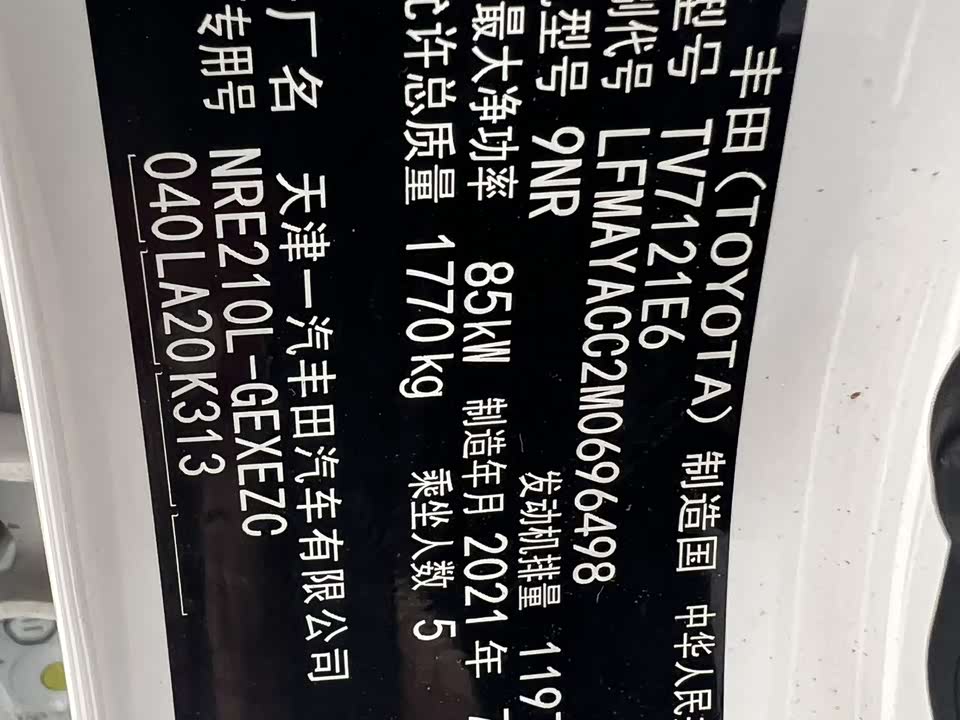 丰田(TOYOTA) 制造国 中华人民
型号 TV7121E6
制代号 LFMAYACC2M0696498
型号 9NR 发动机排量 119
最大净功率 85kW 制造年月 2021年
允许总质量 1770kg 乘坐人数 5
厂名 天津一汽丰田汽车有限公司
专用号 NRE210L-GEXEZC
040LA20K313